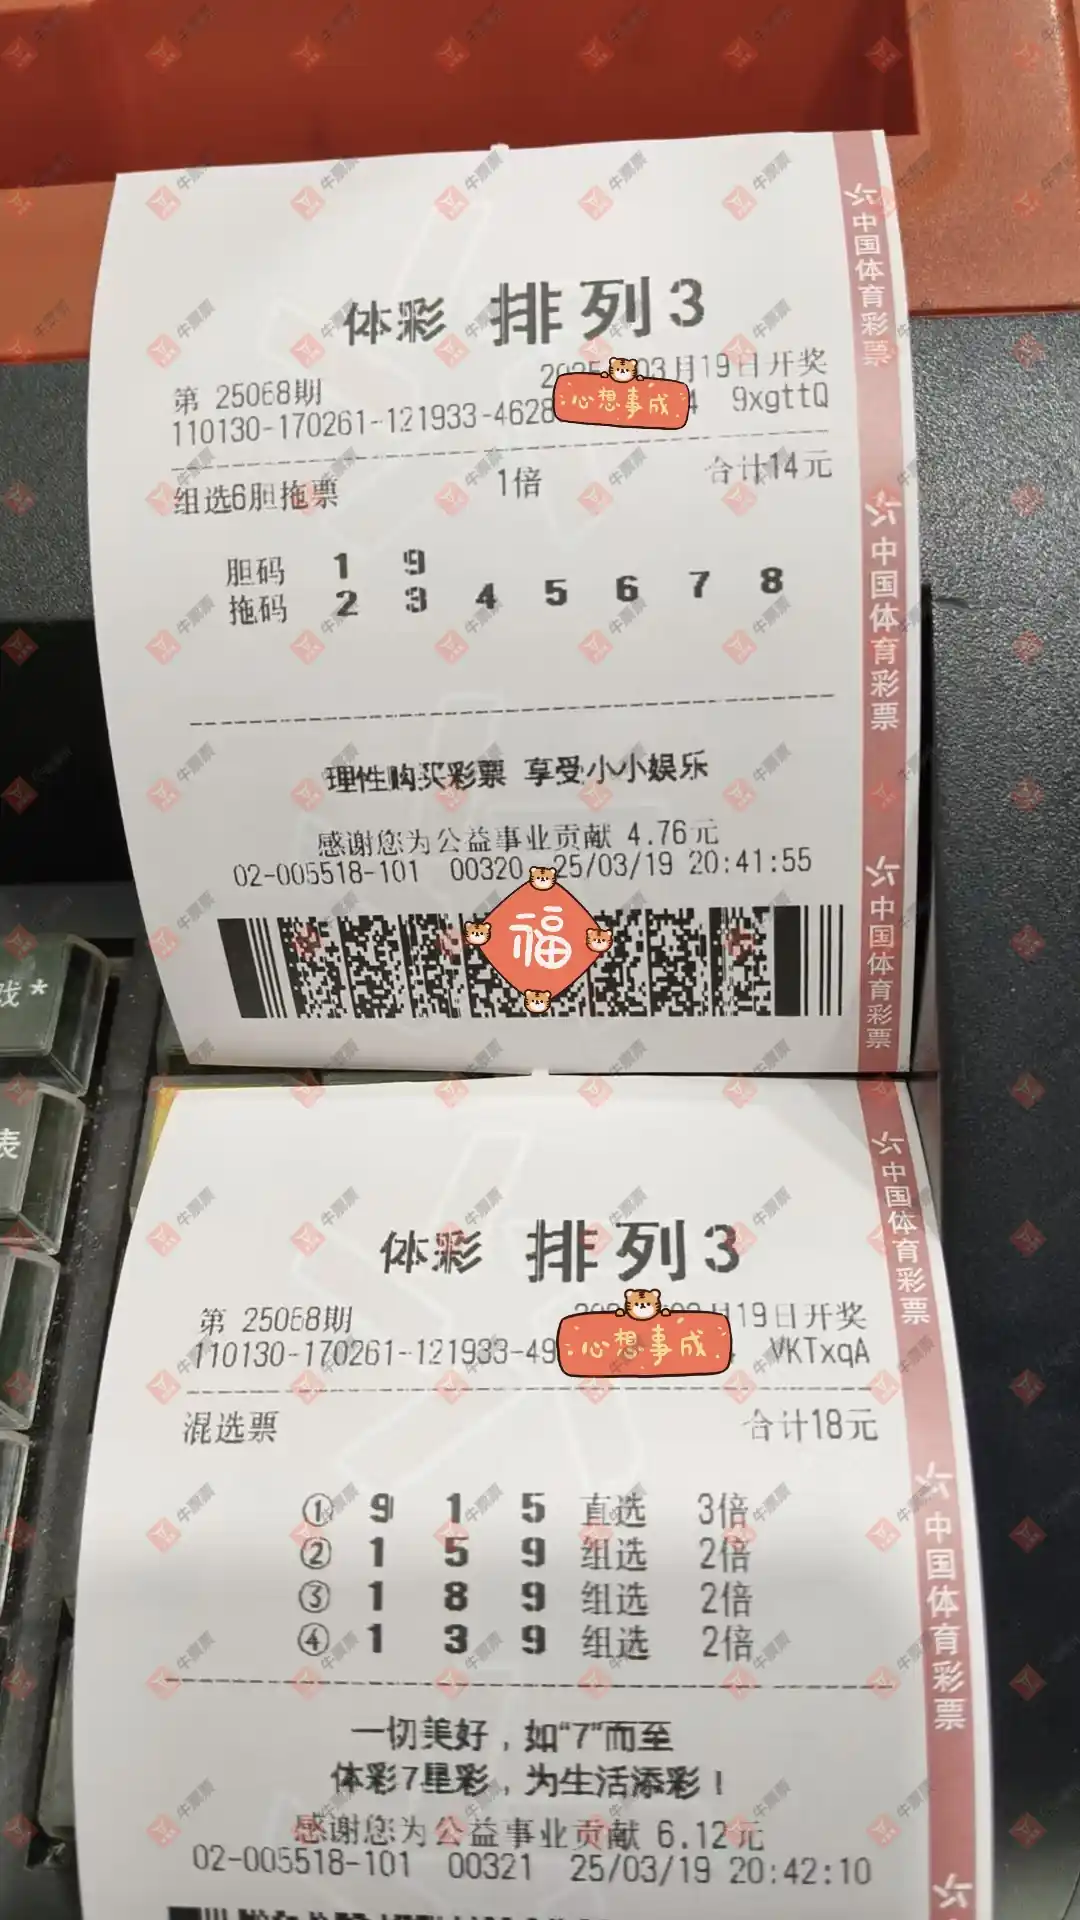 体彩 排列3
2025 03月19日开奖
第 25068期
110130-170261-121933-4628 4 9xgttQ
心想事成
组选6胆拖票 1倍 合计14元
胆码 1 9
拖码 2 3 4 5 6 7 8
理性购买彩票 享受小小娱乐
感谢您为公益事业贡献 4.76元
02-005518-101 00320 25/03/19 20:41:55
福
中国体育彩票
中国体育彩票
中国体育彩票
体彩 排列3
第 25068期 19日开奖
110130-170261-121933-49 VKTxqA
心想事成
混选票 合计18元
① 9 1 5 直选 3倍
② 1 5 9 组选 2倍
③ 1 8 9 组选 2倍
④ 1 3 9 组选 2倍
一切美好，如“7”而至
体彩7星彩，为生活添彩！
感谢您为公益事业贡献 6.12元
02-005518-101 00321 25/03/19 20:42:10
中国体育彩票
中国体育彩票
戏*
表
牛票票